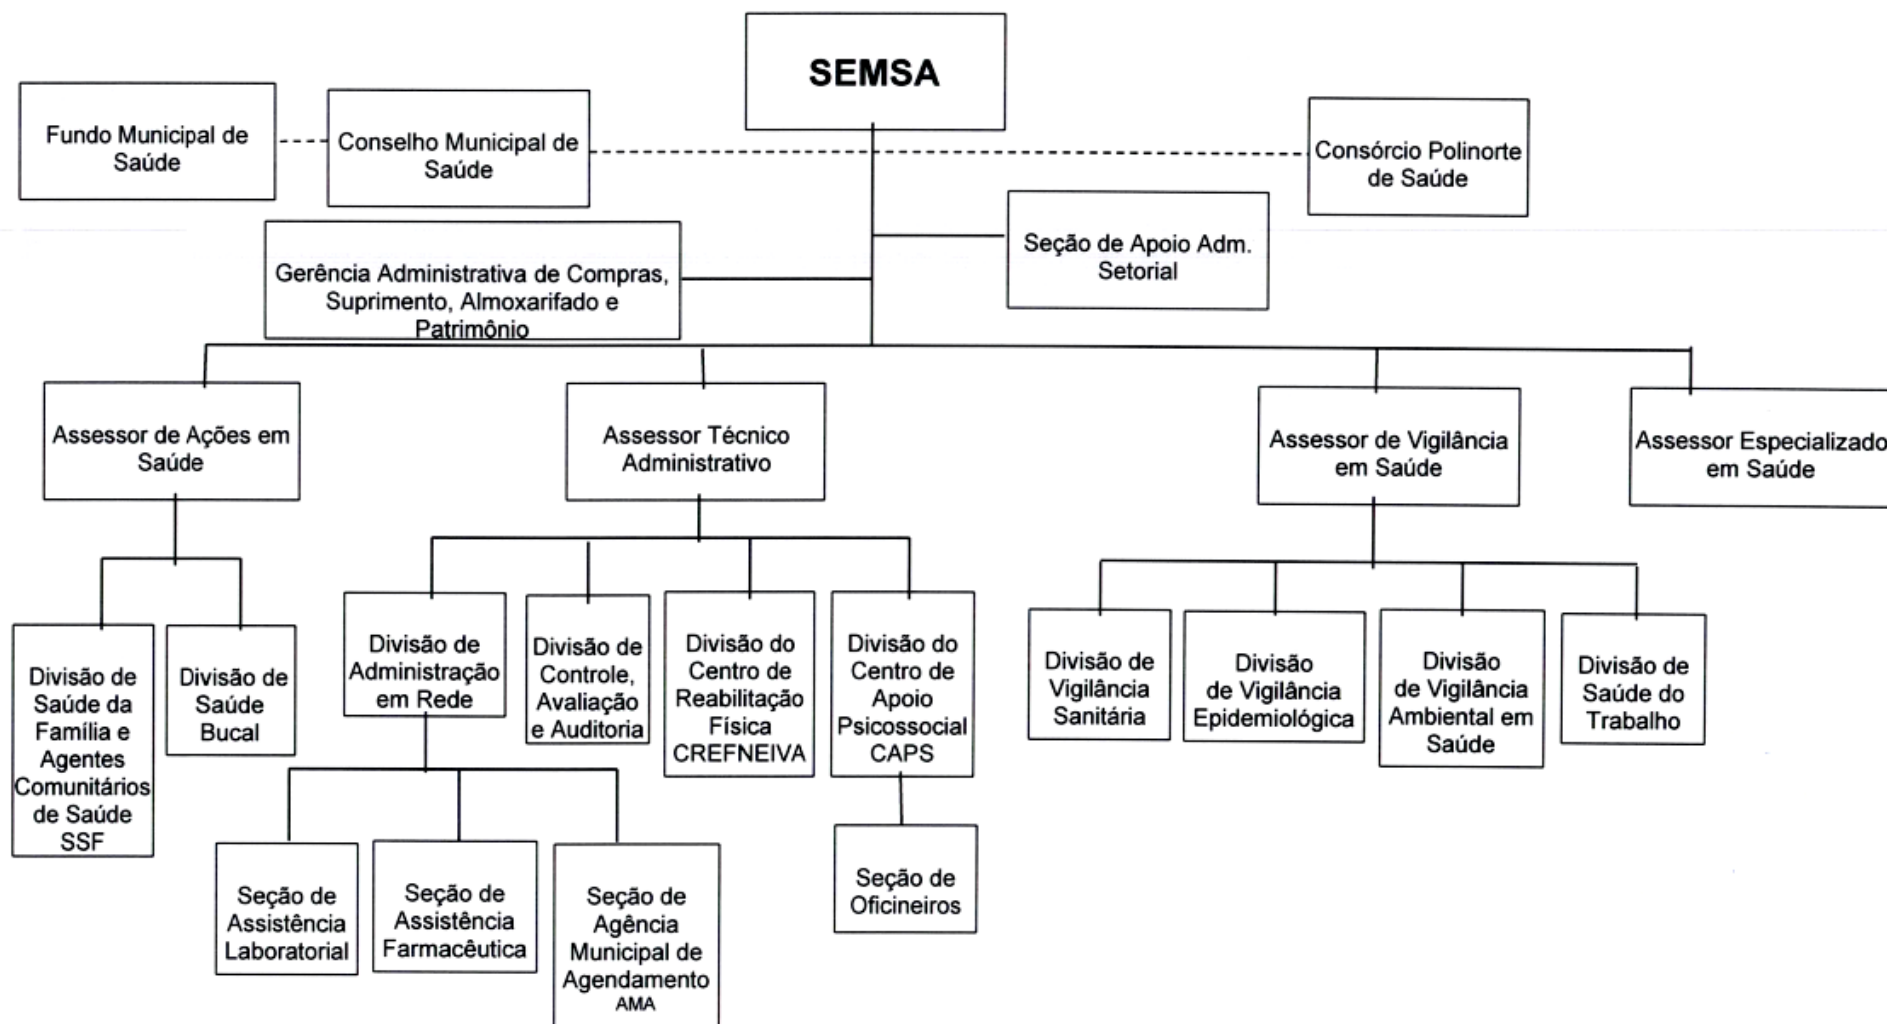 SEMSA
Fundo Municipal de
Saúde
Conselho Municipal de
Saúde
Consórcio Polinorte
de Saúde
Seção de Apoio Adm.
Setorial
Gerência Administrativa de Compras,
Suprimento, Almoxarifado e
Patrimônio
Assessor de Ações em
Saúde
Assessor Técnico
Administrativo
Assessor de Vigilância
em Saúde
Assessor Especializado
em Saúde
Divisão de
Saúde da
Família e
Agentes
Comunitários
de Saúde
SSF
Divisão de
Saúde
Bucal
Divisão de
Administração
em Rede
Divisão de
Controle,
Avaliação
e Auditoria
Divisão do
Centro de
Reabilitação
Física
CREFNEIVA
Divisão do
Centro de
Apoio
Psicossocial
CAPS
Divisão de
Vigilância
Sanitária
Divisão
de Vigilância
Epidemiológica
Divisão
de Vigilância
Ambiental em
Saúde
Divisão de
Saúde do
Trabalho
Seção de
Assistência
Laboratorial
Seção de
Assistência
Farmacêutica
Seção de
Agência
Municipal de
Agendamento
AMA
Seção de
Oficineiros